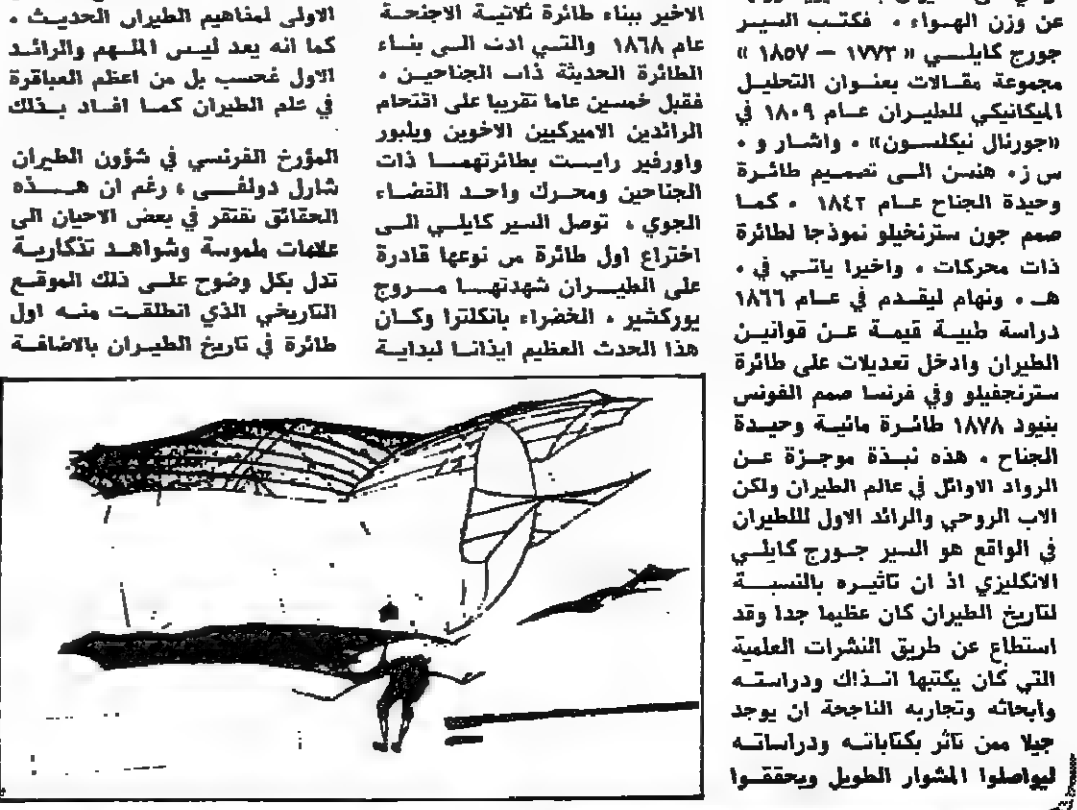 عن وزن الهواء ، فكتب السير
جورج كايلي « ١٧٧٣ — ١٨٥٧ »
مجموعة مقالات بعنوان التحليل
الميكانيكي للطيران عام ١٨٠٩ في
«جورنال نيكلسون» ، واشار و ،
س ز، هنسن الى تصميم طائرة
وحيدة الجناح عام ١٨٤٢ ، كما
صمم جون سترنخيلو نموذجا لطائرة
ذات محركات ، واخيرا ياتي في ،
هـ ، ونهام ليقدم في عام ١٨٦٦
دراسة طبية قيمة عن قوانين
الطيران وادخل تعديلات على طائرة
سترنجفيلو وفي فرنسا صمم الفونس
بنيود ١٨٧٨ طائرة مائية وحيدة
الجناح ، هذه نبذة موجزة عن
الرواد الاوائل في عالم الطيران ولكن
الاب الروحي والرائد الاول لللطيران
في الواقع هو السير جورج كايلي
الانكليزي اذ ان تاثيره بالنسبة
لتاريخ الطيران كان عظيما جدا وقد
استطاع عن طريق النشرات العلمية
التي كان يكتبها انذاك ودراسته
وابحاثه وتجاربه الناجحة ان يوجد
جيلا ممن تاثر بكتاباته ودراساته
ليواصلوا المشوار الطويل ويحققوا
الاخير ببناء طائرة ثلاثية الاجنحة
عام ١٨٦٨ والتي ادت الى بناء
الطائرة الحديثة ذات الجناحين ،
فقبل خمسين عاما تقريبا على اقتحام
الرائدين الاميركيين الاخوين ويلبور
واورفير رايست بطائرتهما ذات
الجناحين ومحرك واحد الفضاء
الجوي ، توصل السير كايلي الى
اختراع اول طائرة من نوعها قادرة
على الطيران شهدتها مروج
يوركشير ، الخضراء بانكلترا وكان
هذا الحدث العظيم ايذانا لبداية
الاولى لمفاهيم الطيران الحديث ،
كما انه يعد ليس الملهم والرائد
الاول فحسب بل من اعظم العباقرة
في علم الطيران كما افاد بذلك
المؤرخ الفرنسي في شؤون الطيران
شارل دولفي ، رغم ان هذه
الحقائق تفتقر في بعض الاحيان الى
علامات ملموسة وشواهد تذكارية
تدل بكل وضوح على ذلك الموقع
التاريخي الذي انطلقت منه اول
طائرة في تاريخ الطيران بالاضافة